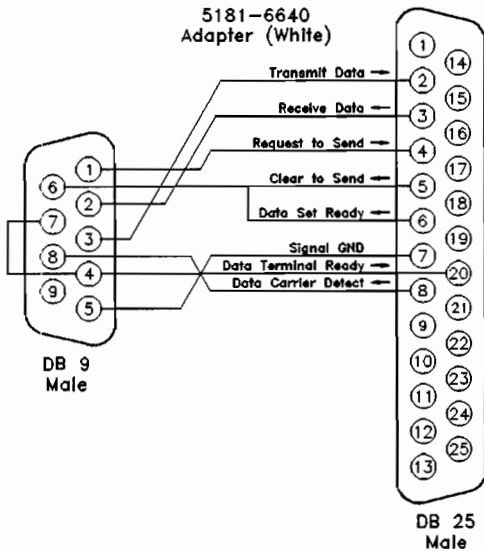 5181-6640
Adapter (White)
1
14
Transmit Data →
2
15
Receive Data ←
3
16
Request to Send →
4
17
Clear to Send ←
5
18
Data Set Ready ←
6
19
Signal GND
7
Data Terminal Ready →
20
Data Carrier Detect ←
8
21
9
22
10
23
11
24
12
25
13
1
6
2
7
3
8
4
9
5
DB 9
Male
DB 25
Male